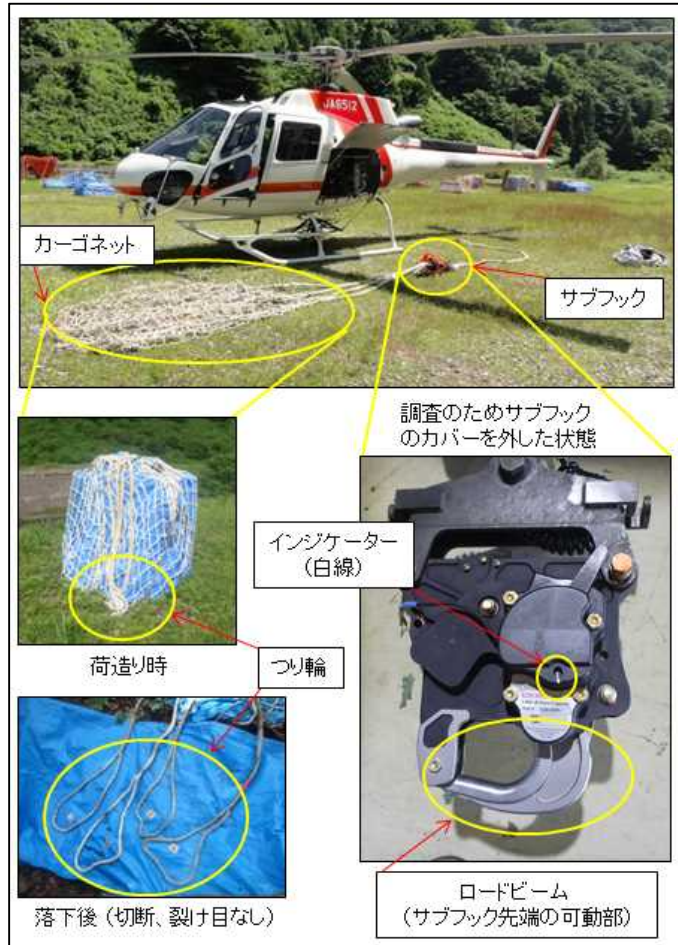 JA6512
カーゴネット
サブフック
調査のためサブフック
のカバーを外した状態
インジケーター
（白線）
荷造り時
つり輪
落下後（切断、裂け目なし）
ロードビーム
（サブフック先端の可動部）